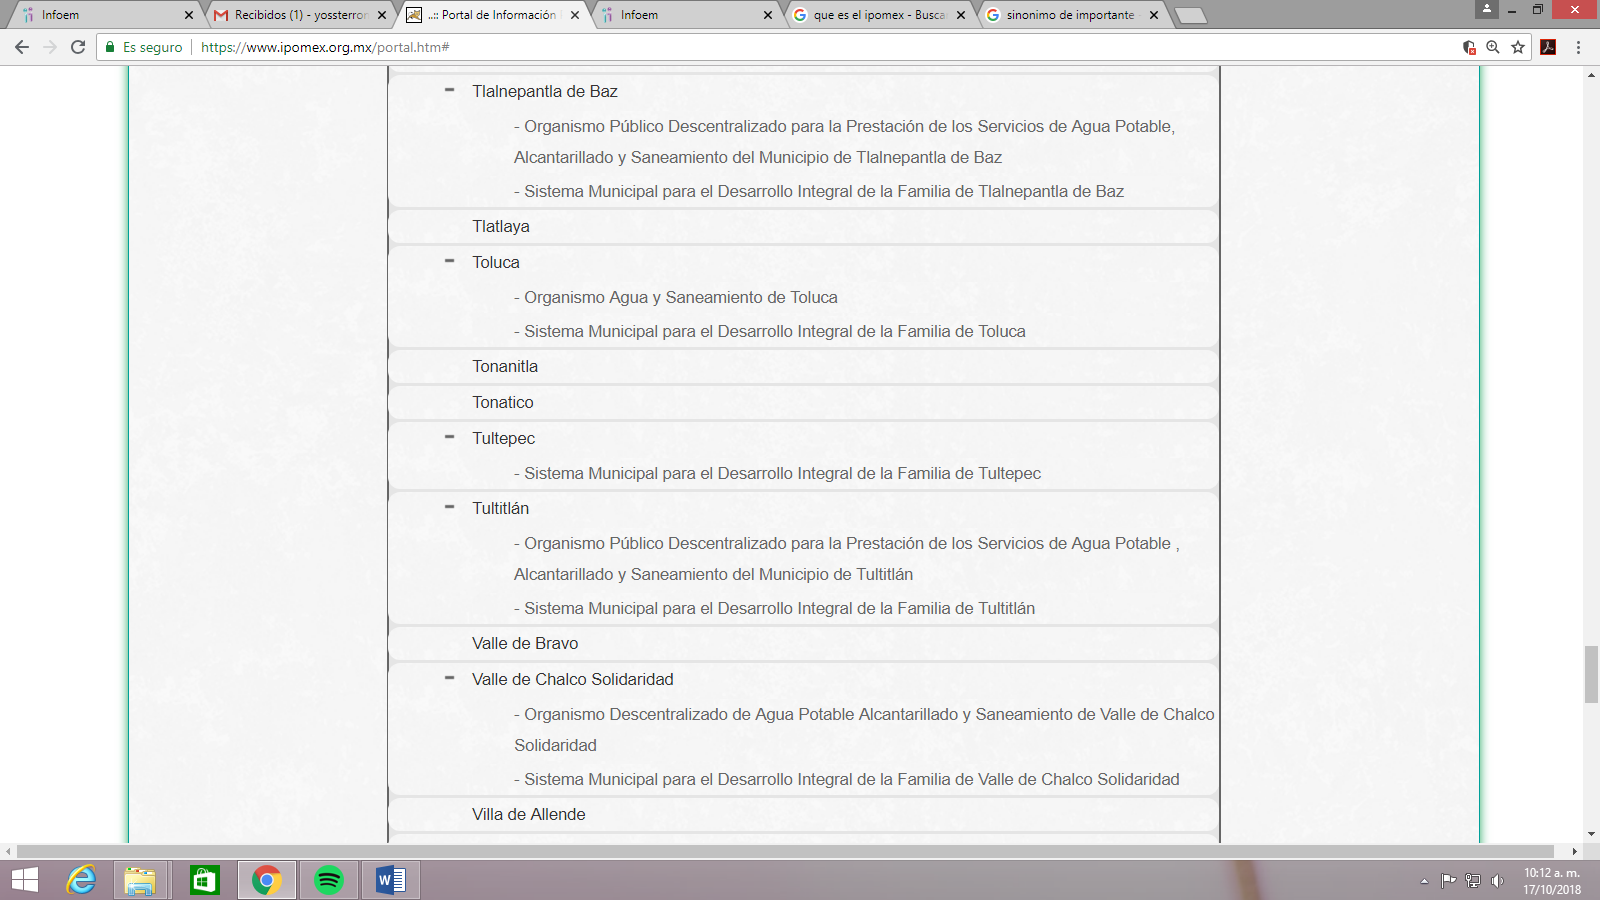 Infoem
Recibidos (1) - yossterron
..:: Portal de Información
Infoem
que es el ipomex - Busca
sinonimo de importante -
Es seguro
https://www.ipomex.org.mx/portal.htm#
- Tlalnepantla de Baz
- Organismo Público Descentralizado para la Prestación de los Servicios de Agua Potable,
Alcantarillado y Saneamiento del Municipio de Tlalnepantla de Baz
- Sistema Municipal para el Desarrollo Integral de la Familia de Tlalnepantla de Baz
Tlatlaya
- Toluca
- Organismo Agua y Saneamiento de Toluca
- Sistema Municipal para el Desarrollo Integral de la Familia de Toluca
Tonanitla
Tonatico
- Tultepec
- Sistema Municipal para el Desarrollo Integral de la Familia de Tultepec
- Tultitlán
- Organismo Público Descentralizado para la Prestación de los Servicios de Agua Potable ,
Alcantarillado y Saneamiento del Municipio de Tultitlán
- Sistema Municipal para el Desarrollo Integral de la Familia de Tultitlán
Valle de Bravo
- Valle de Chalco Solidaridad
- Organismo Descentralizado de Agua Potable Alcantarillado y Saneamiento de Valle de Chalco
Solidaridad
- Sistema Municipal para el Desarrollo Integral de la Familia de Valle de Chalco Solidaridad
Villa de Allende
10:12 a. m.
17/10/2018